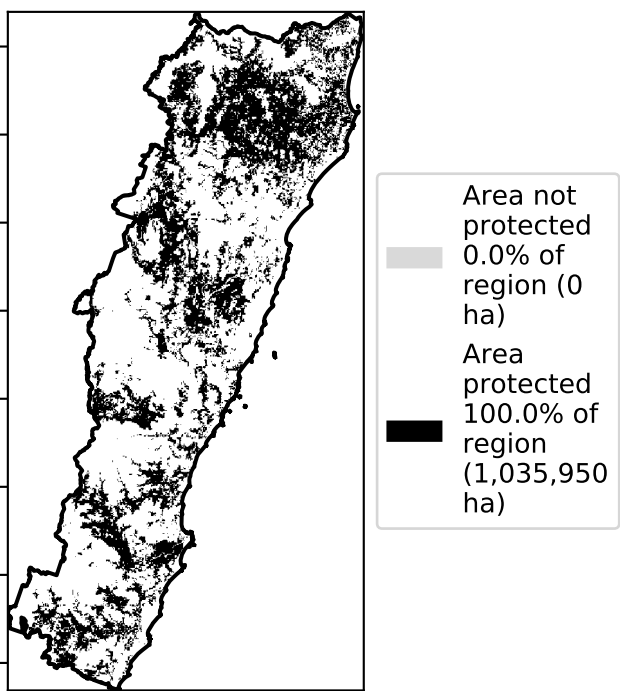 Area not
protected
0.0% of
region (0
ha)
Area
protected
100.0% of
region
(1,035,950
ha)